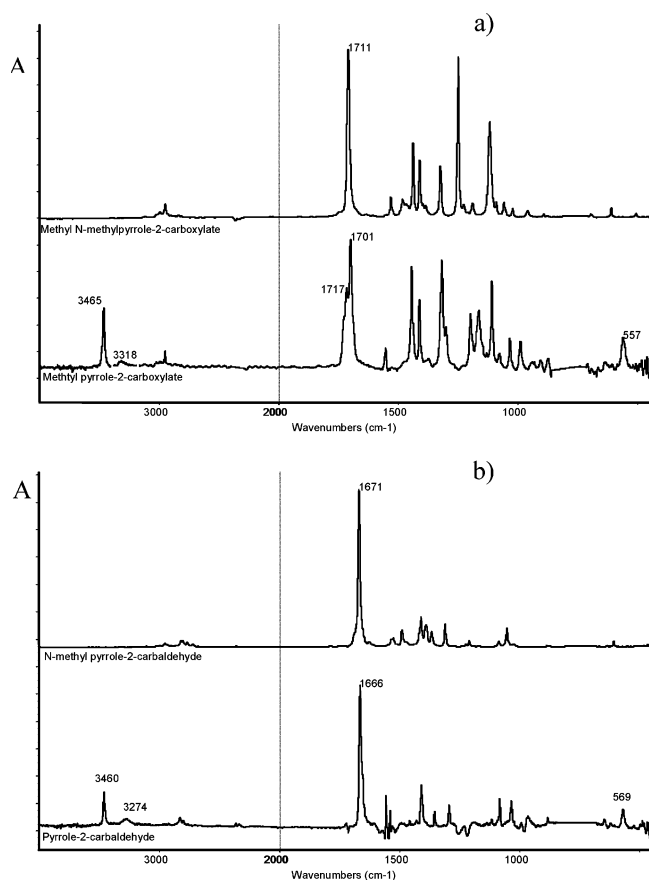 a)
A
1711
Methyl N-methylpyrrole-2-carboxylate
1701
1717
3465
3318
557
Methtyl pyrrole-2-carboxylate
3000 2000 1500 1000
Wavenumbers (cm-1)
b)
A
1671
N-methyl pyrrole-2-carbaldehyde
1666
3460
3274
569
Pyrrole-2-carbaldehyde
3000 2000 1500 1000
Wavenumbers (cm-1)